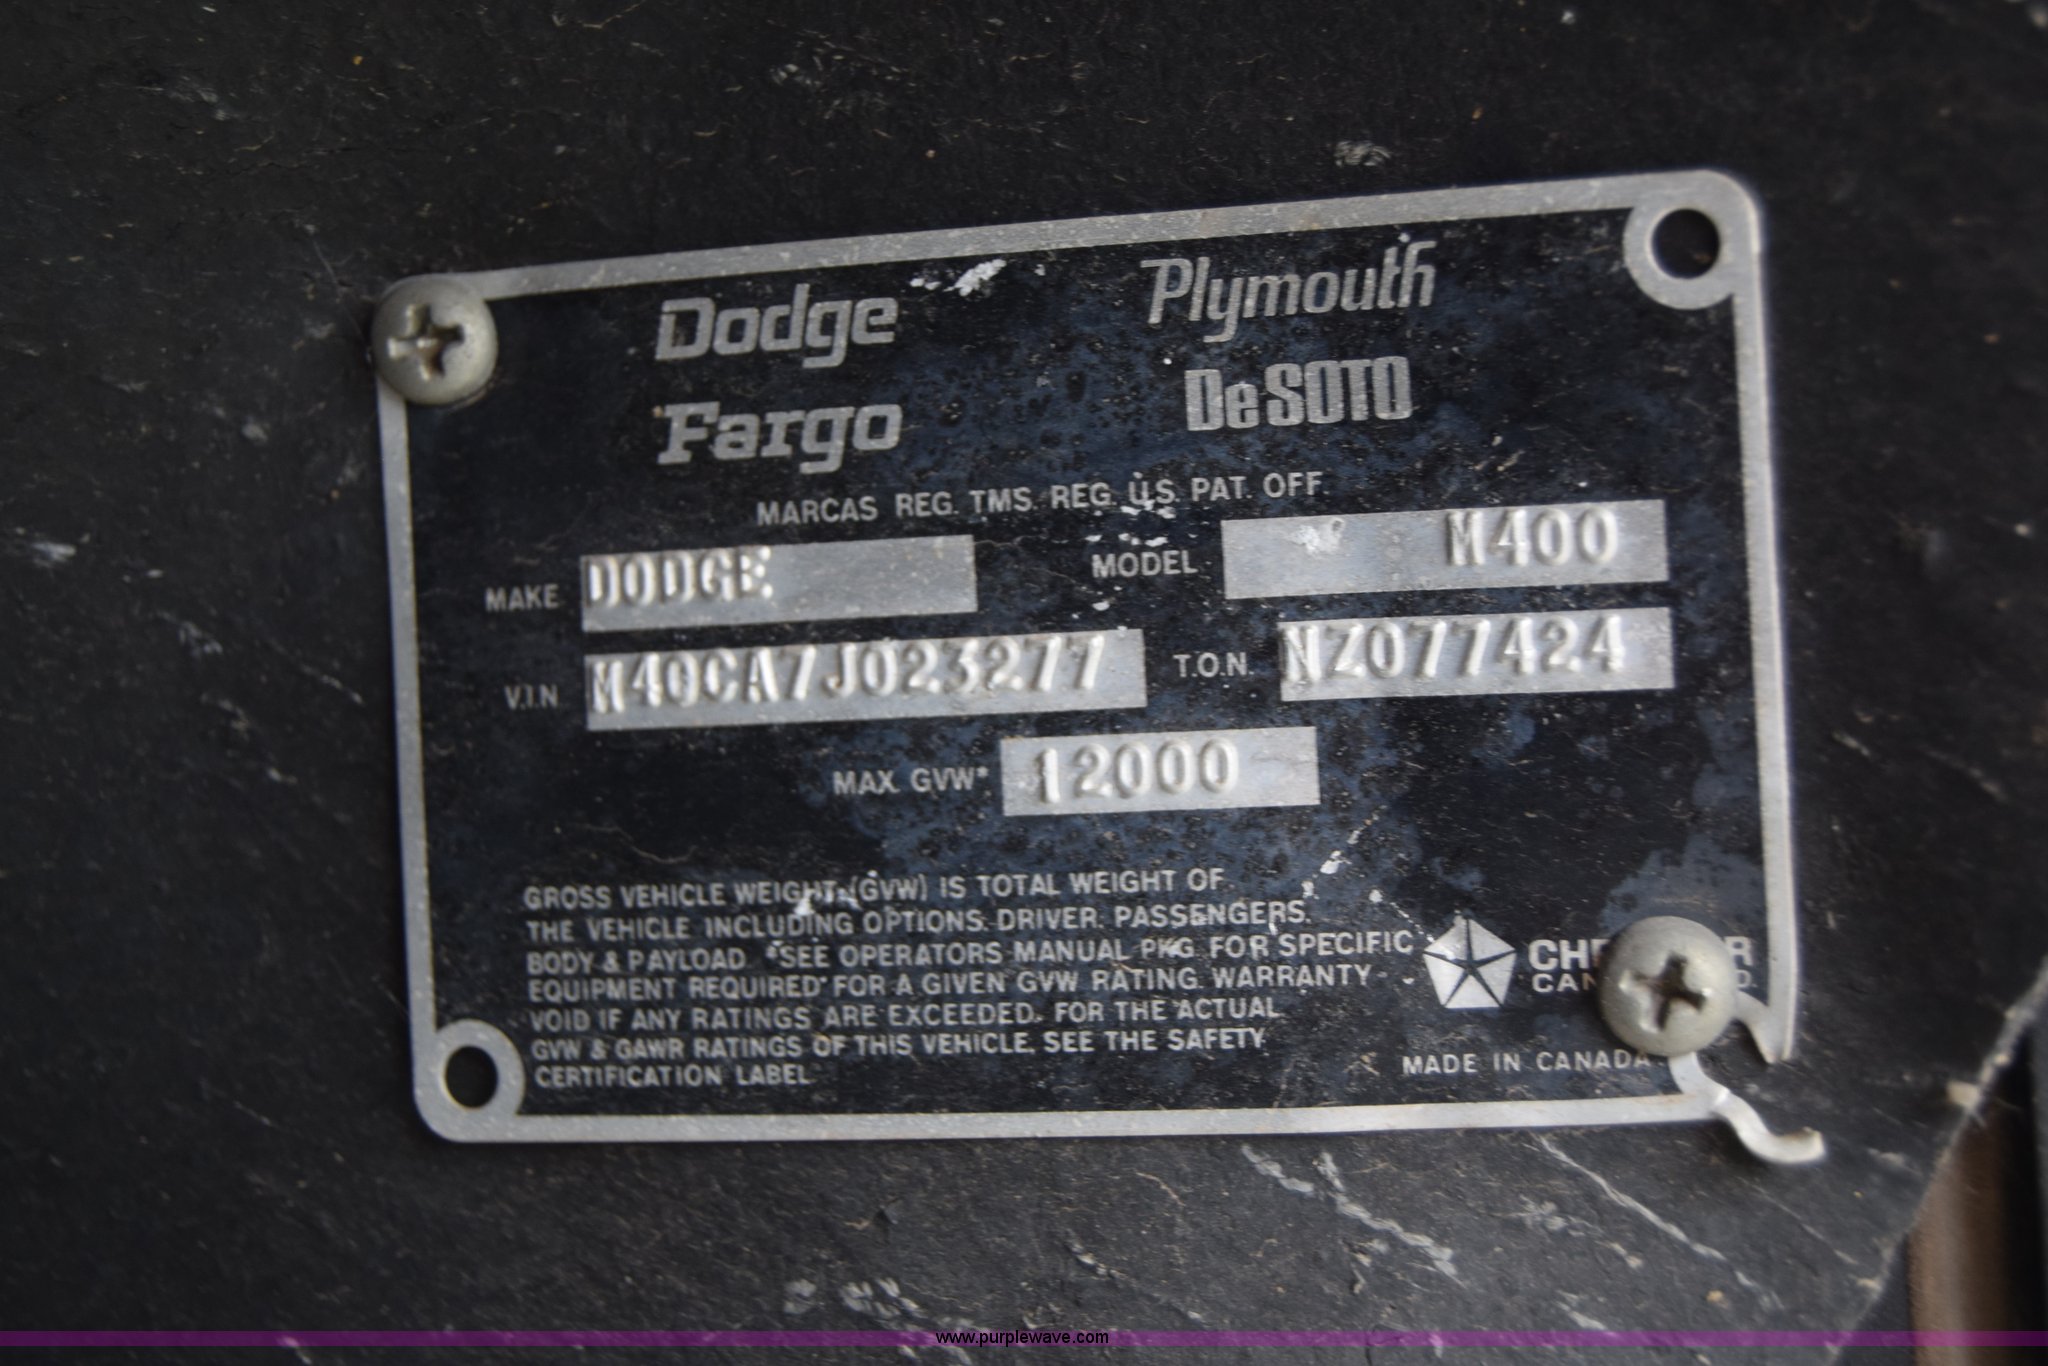 Dodge Plymouth
Fargo DeSOTO
MARCAS REG. TMS. REG. U.S. PAT. OFF.
MAKE DODGE MODEL M400
V.I.N M40CA7J023277 T.O.N. NZ077424
MAX. GVW* 12000
GROSS VEHICLE WEIGHT (GVW) IS TOTAL WEIGHT OF
THE VEHICLE INCLUDING OPTIONS. DRIVER. PASSENGERS.
BODY & PAYLOAD *SEE OPERATORS MANUAL PKG. FOR SPECIFIC
EQUIPMENT REQUIRED FOR A GIVEN GVW RATING. WARRANTY
VOID IF ANY RATINGS ARE EXCEEDED. FOR THE ACTUAL
GVW & GAWR RATINGS OF THIS VEHICLE. SEE THE SAFETY
CERTIFICATION LABEL
MADE IN CANADA
www.purplewave.com